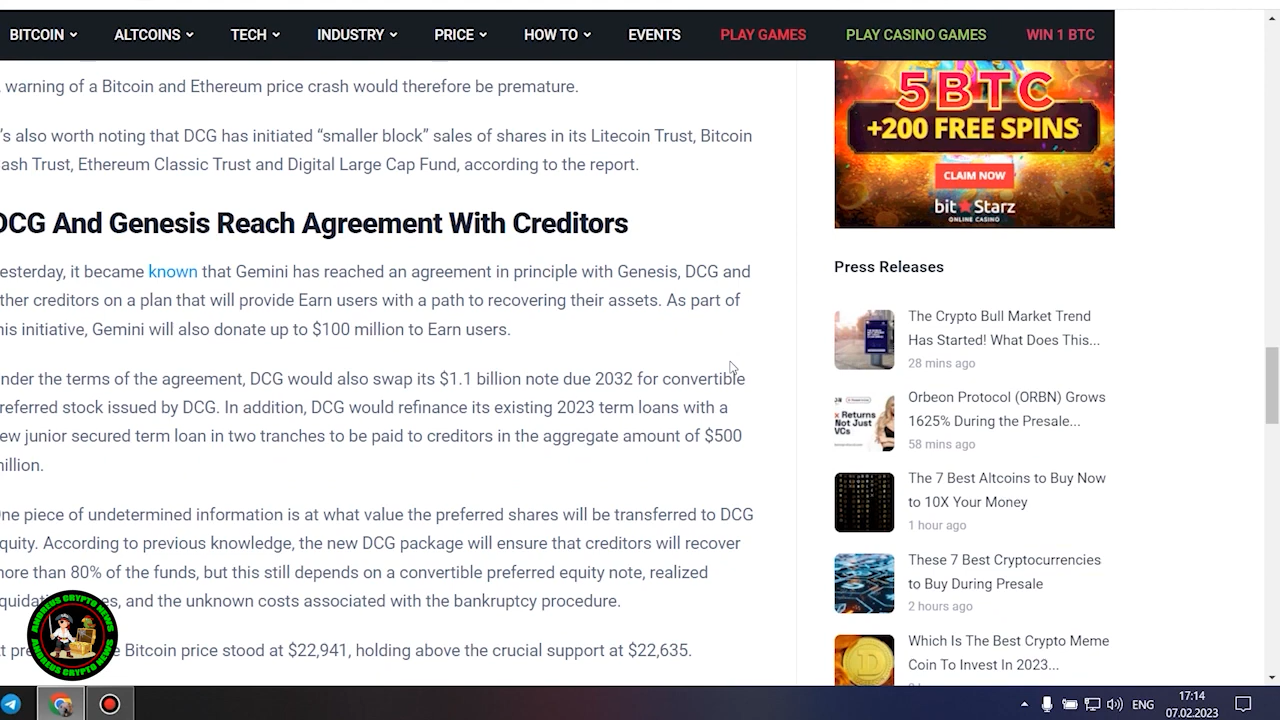 BITCOIN ALTCOINS TECH INDUSTRY PRICE HOW TO EVENTS PLAY GAMES PLAY CASINO GAMES WIN 1 BTC
warning of a Bitcoin and Ethereum price crash would therefore be premature.
's also worth noting that DCG has initiated “smaller block” sales of shares in its Litecoin Trust, Bitcoin
ash Trust, Ethereum Classic Trust and Digital Large Cap Fund, according to the report.
DCG And Genesis Reach Agreement With Creditors
esterday, it became known that Gemini has reached an agreement in principle with Genesis, DCG and
ther creditors on a plan that will provide Earn users with a path to recovering their assets. As part of
his initiative, Gemini will also donate up to $100 million to Earn users.
nder the terms of the agreement, DCG would also swap its $1.1 billion note due 2032 for convertible
referred stock issued by DCG. In addition, DCG would refinance its existing 2023 term loans with a
ew junior secured term loan in two tranches to be paid to creditors in the aggregate amount of $500
illion.
ne piece of undetermined information is at what value the preferred shares will be transferred to DCG
quity. According to previous knowledge, the new DCG package will ensure that creditors will recover
ore than 80% of the funds, but this still depends on a convertible preferred equity note, realized
and the unknown costs associated with the bankruptcy procedure.
Bitcoin price stood at $22,941, holding above the crucial support at $22,635.
ANDREUS CRYPTO NEWS
ANDREUS CRYPTO NEWS
5BTC
+200 FREE SPINS
CLAIM NOW
bitStarz
ONLINE CASINO
Press Releases
The Crypto Bull Market Trend
Has Started! What Does This...
28 mins ago
Returns
Not Just
VCs
Orbeon Protocol (ORBN) Grows
1625% During the Presale...
58 mins ago
The 7 Best Altcoins to Buy Now
to 10X Your Money
1 hour ago
These 7 Best Cryptocurrencies
to Buy During Presale
2 hours ago
Which Is The Best Crypto Meme
Coin To Invest In 2023...
ENG
17:14
07.02.2023